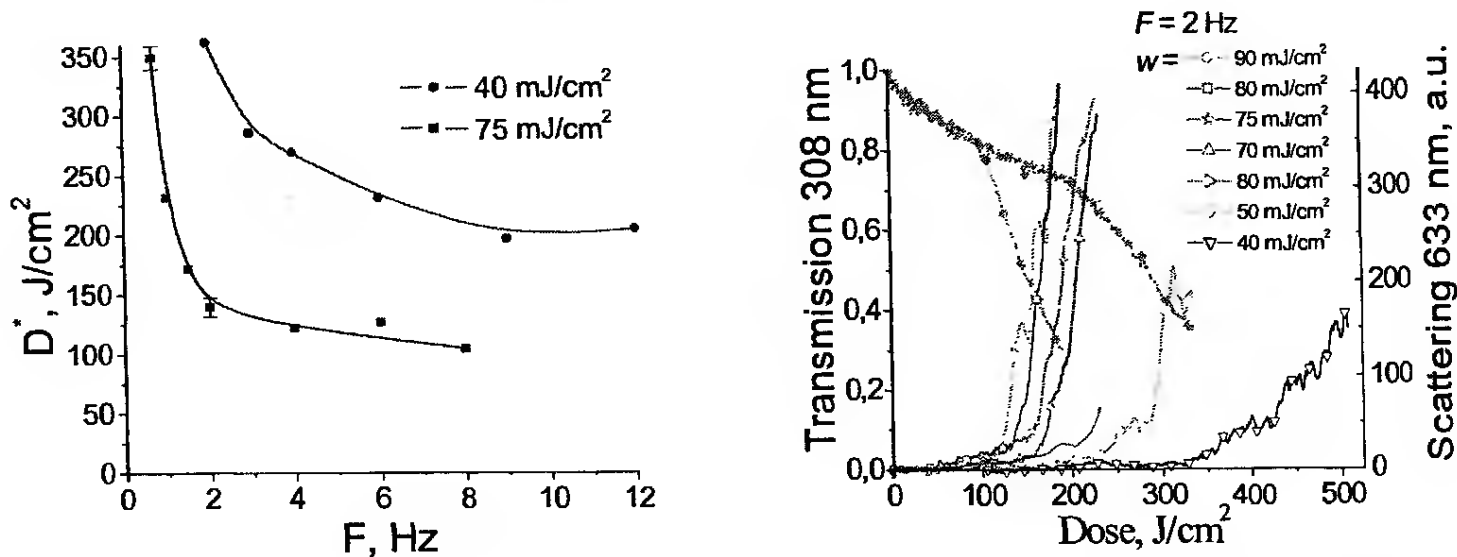 D*, J/cm²
350
300
250
200
150
100
50
0
40 mJ/cm²
75 mJ/cm²
0 2 4 6 8 10 12
F, Hz
F = 2 Hz
w = 90 mJ/cm²
80 mJ/cm²
75 mJ/cm²
70 mJ/cm²
80 mJ/cm²
50 mJ/cm²
40 mJ/cm²
Transmission 308 nm
1,0
0,8
0,6
0,4
0,2
0,0
Scattering 633 nm, a.u.
400
300
200
100
0
0 100 200 300 400 500
Dose, J/cm²